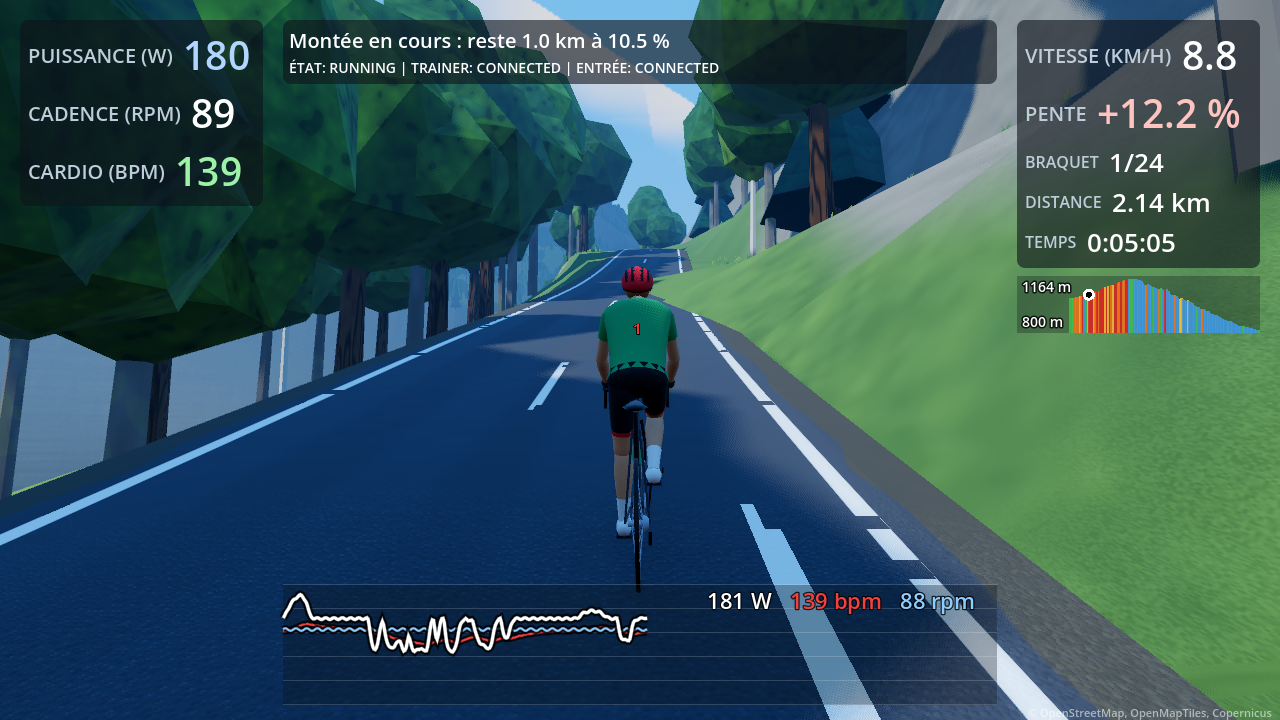 PUISSANCE (W) 180
CADENCE (RPM) 89
CARDIO (BPM) 139
Montée en cours : reste 1.0 km à 10.5 %
ÉTAT: RUNNING | TRAINER: CONNECTED | ENTRÉE: CONNECTED
VITESSE (KM/H) 8.8
PENTE +12.2 %
BRAQUET 1/24
DISTANCE 2.14 km
TEMPS 0:05:05
1164 m
800 m
1
181 W 139 bpm 88 rpm
© OpenStreetMap, OpenMapTiles, Copernicus